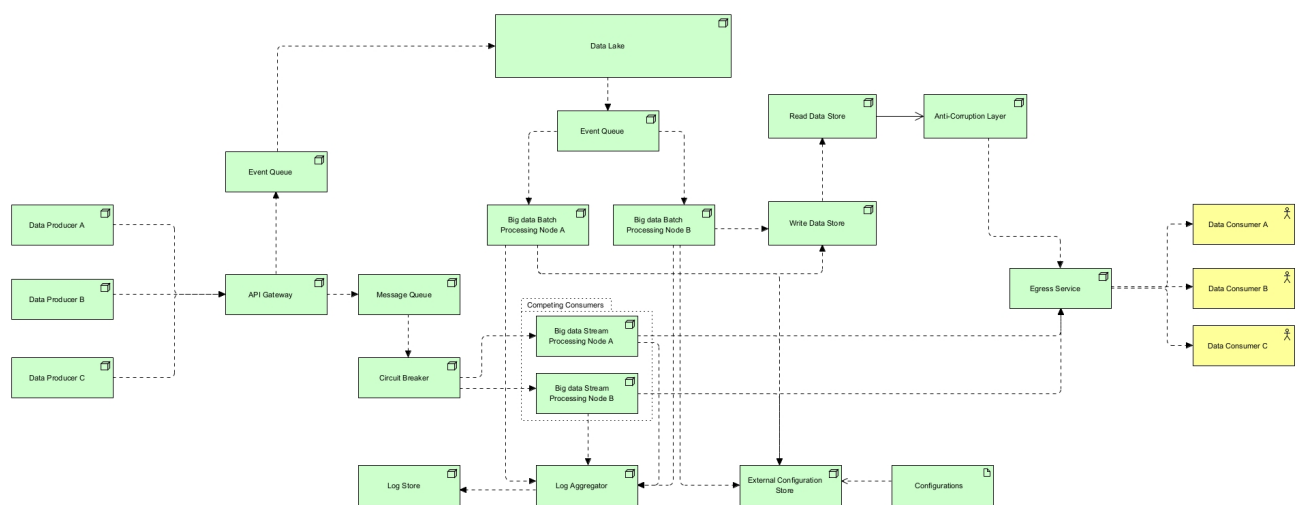 Data Lake
Event Queue
Read Data Store
Anti-Corruption Layer
Event Queue
Data Producer A
Big data Batch
Processing Node A
Big data Batch
Processing Node B
Write Data Store
Data Consumer A
Data Producer B
API Gateway
Message Queue
Egress Service
Data Consumer B
Competing Consumers
Big data Stream
Processing Node A
Data Consumer C
Data Producer C
Circuit Breaker
Big data Stream
Processing Node B
Log Store
Log Aggregator
External Configuration
Store
Configurations